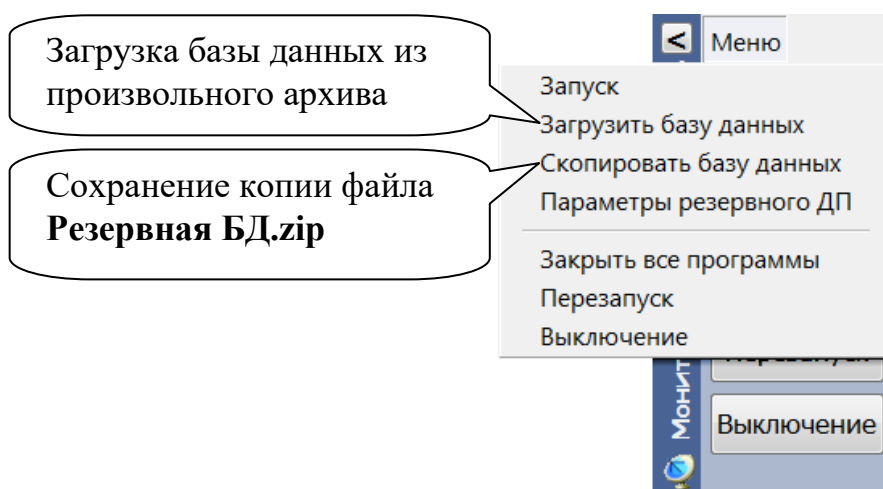 Загрузка базы данных из
произвольного архива
Сохранение копии файла
Резервная БД.zip
< Меню
Запуск
Загрузить базу данных
Скопировать базу данных
Параметры резервного ДП
Закрыть все программы
Перезапуск
Выключение
Выключение